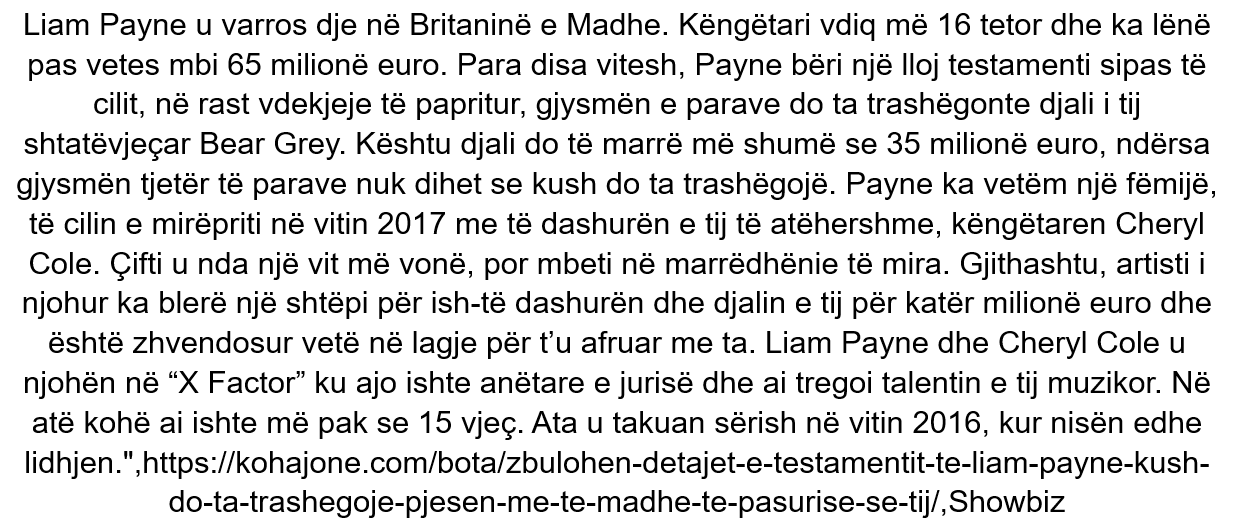 Liam Payne u varros dje në Britaninë e Madhe. Këngëtari vdiq më 16 tetor dhe ka lënë
pas vetes mbi 65 milionë euro. Para disa vitesh, Payne bëri një lloj testamenti sipas të
cilit, në rast vdekjeje të papritur, gjysmën e parave do ta trashëgonte djali i tij
shtatëvjeçar Bear Grey. Kështu djali do të marrë më shumë se 35 milionë euro, ndërsa
gjysmën tjetër të parave nuk dihet se kush do ta trashëgojë. Payne ka vetëm një fëmijë,
të cilin e mirëpriti në vitin 2017 me të dashurën e tij të atëhershme, këngëtaren Cheryl
Cole. Çifti u nda një vit më vonë, por mbeti në marrëdhënie të mira. Gjithashtu, artisti i
njohur ka blerë një shtëpi për ish-të dashurën dhe djalin e tij për katër milionë euro dhe
është zhvendosur vetë në lagje për t’u afruar me ta. Liam Payne dhe Cheryl Cole u
njohën në “X Factor” ku ajo ishte anëtare e jurisë dhe ai tregoi talentin e tij muzikor. Në
atë kohë ai ishte më pak se 15 vjeç. Ata u takuan sërish në vitin 2016, kur nisën edhe
lidhjen.",https://kohajone.com/bota/zbulohen-detajet-e-testamentit-te-liam-payne-kush-
do-ta-trashegoje-pjesen-me-te-madhe-te-pasurise-se-tij/,Showbiz